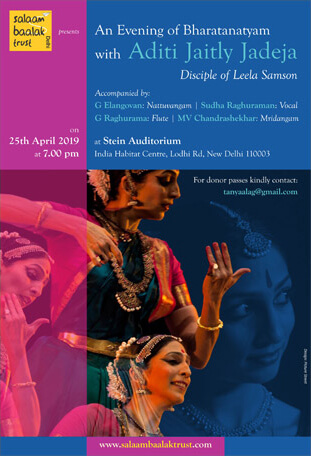 salaam
baalak
trust
Delhi
presents
An Evening of Bharatanatyam
with Aditi Jaitly Jadeja
Disciple of Leela Samson
Accompanied by:
G Elangovan: Nattuvangam | Sudha Raghuraman: Vocal
G Raghurama: Flute | MV Chandrashekhar: Mridangam
on
25th April 2019
at 7.00 pm
at Stein Auditorium
India Habitat Centre, Lodhi Rd, New Delhi 110003
For donor passes kindly contact:
tanyaalag@gmail.com
www.salaambaalaktrust.com